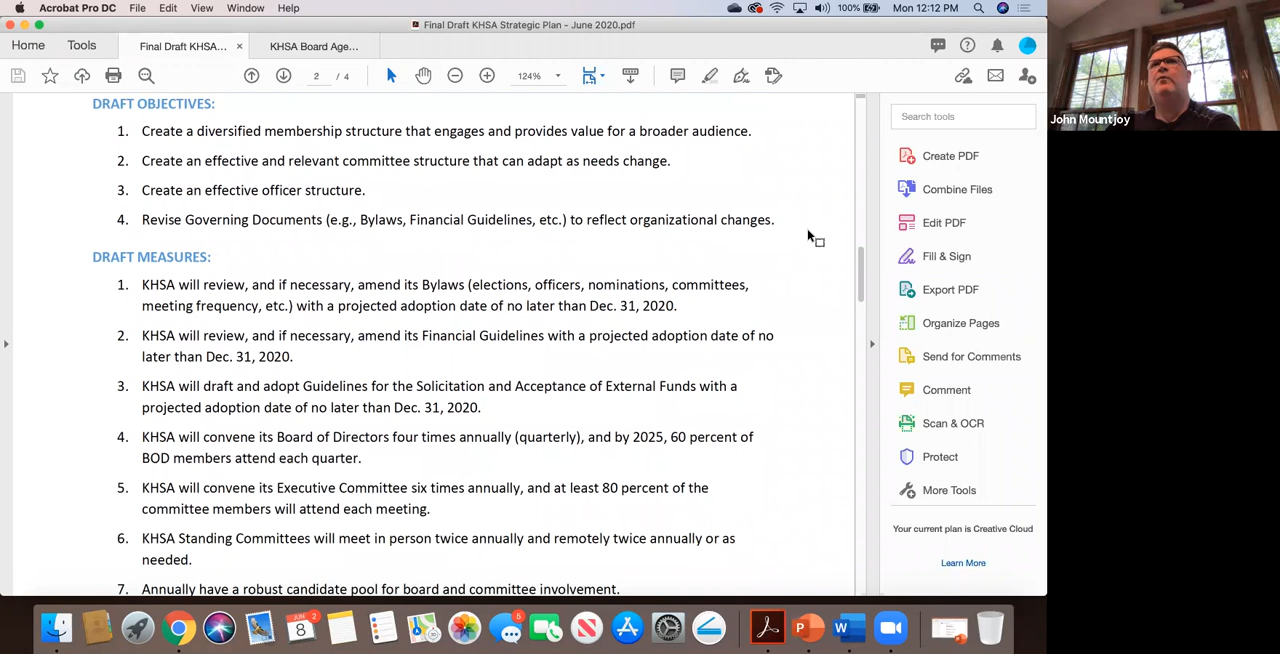 Acrobat Pro DC File Edit View Window Help 100% Mon 12:12 PM
Final Draft KHSA Strategic Plan - June 2020.pdf
Home Tools Final Draft KHSA... × KHSA Board Age...
2 / 4 124%
DRAFT OBJECTIVES:
1. Create a diversified membership structure that engages and provides value for a broader audience.
2. Create an effective and relevant committee structure that can adapt as needs change.
3. Create an effective officer structure.
4. Revise Governing Documents (e.g., Bylaws, Financial Guidelines, etc.) to reflect organizational changes.
DRAFT MEASURES:
1. KHSA will review, and if necessary, amend its Bylaws (elections, officers, nominations, committees,
meeting frequency, etc.) with a projected adoption date of no later than Dec. 31, 2020.
2. KHSA will review, and if necessary, amend its Financial Guidelines with a projected adoption date of no
later than Dec. 31, 2020.
3. KHSA will draft and adopt Guidelines for the Solicitation and Acceptance of External Funds with a
projected adoption date of no later than Dec. 31, 2020.
4. KHSA will convene its Board of Directors four times annually (quarterly), and by 2025, 60 percent of
BOD members attend each quarter.
5. KHSA will convene its Executive Committee six times annually, and at least 80 percent of the
committee members will attend each meeting.
6. KHSA Standing Committees will meet in person twice annually and remotely twice annually or as
needed.
7. Annually have a robust candidate pool for board and committee involvement.
Search tools
Create PDF
Combine Files
Edit PDF
Fill & Sign
Export PDF
Organize Pages
Send for Comments
Comment
Scan & OCR
Protect
More Tools
Your current plan is Creative Cloud
Learn More
John Mountjoy
JUN
8
2
5
P
W